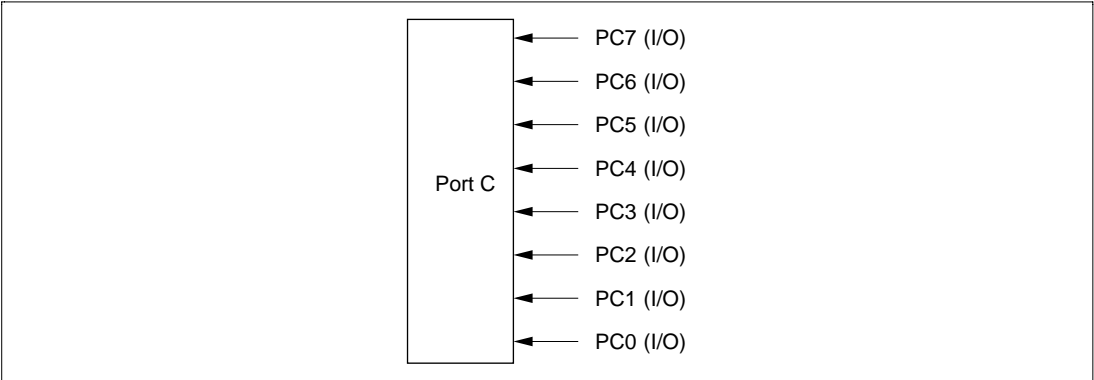 PC7 (I/O)
PC6 (I/O)
PC5 (I/O)
PC4 (I/O)
Port C
PC3 (I/O)
PC2 (I/O)
PC1 (I/O)
PC0 (I/O)